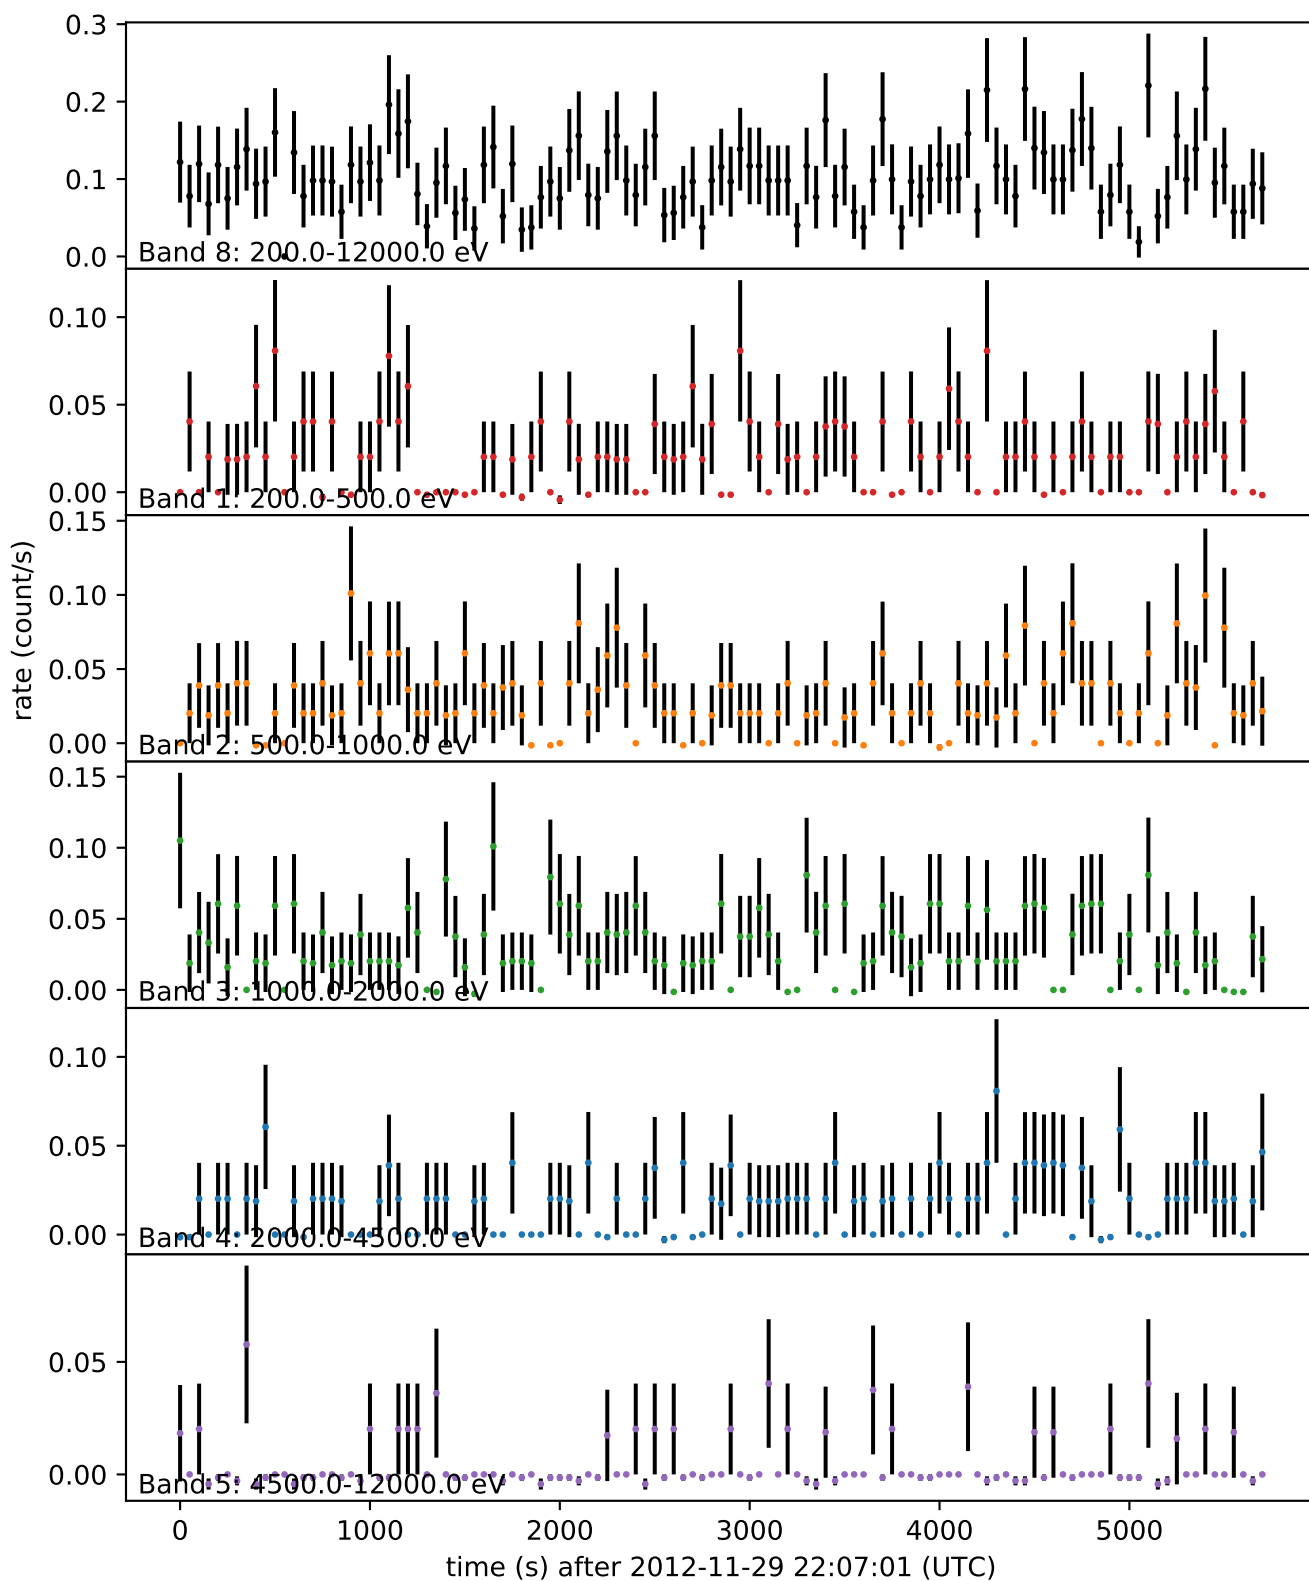 0.3
0.2
0.1
0.0
Band 8: 200.0-12000.0 eV
0.10
0.05
0.00
Band 1: 200.0-500.0 eV
0.15
0.10
0.05
0.00
Band 2: 500.0-1000.0 eV
rate (count/s)
0.15
0.10
0.05
0.00
Band 3: 1000.0-2000.0 eV
0.10
0.05
0.00
Band 4: 2000.0-4500.0 eV
0.05
0.00
Band 5: 4500.0-12000.0 eV
0 1000 2000 3000 4000 5000
time (s) after 2012-11-29 22:07:01 (UTC)